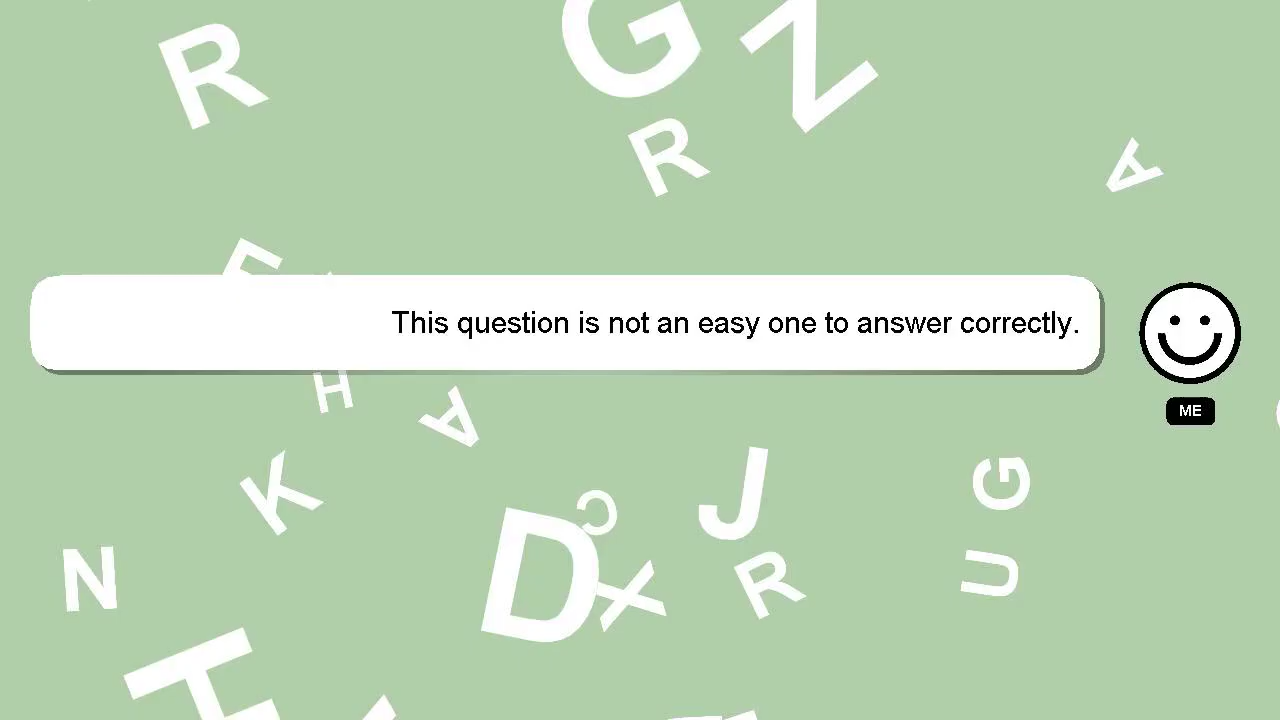 R
G
Z
R
A
This question is not an easy one to answer correctly.
ME
H
A
K
J
G
D
C
N
X
R
U